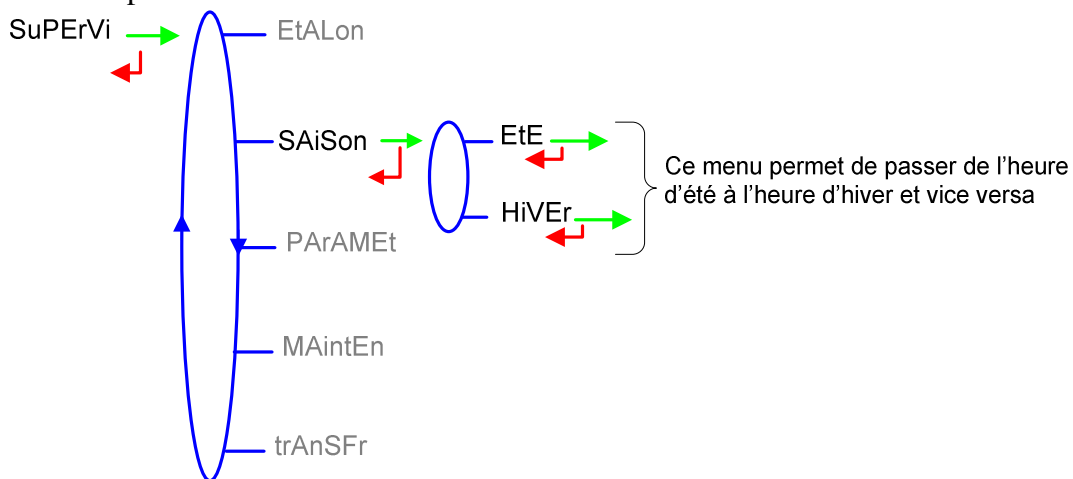 SuPErVi
EtALon
SAiSon
EtE
HiVEr
Ce menu permet de passer de l'heure
d'été à l'heure d'hiver et vice versa
PArAMEt
MAintEn
trAnSFr